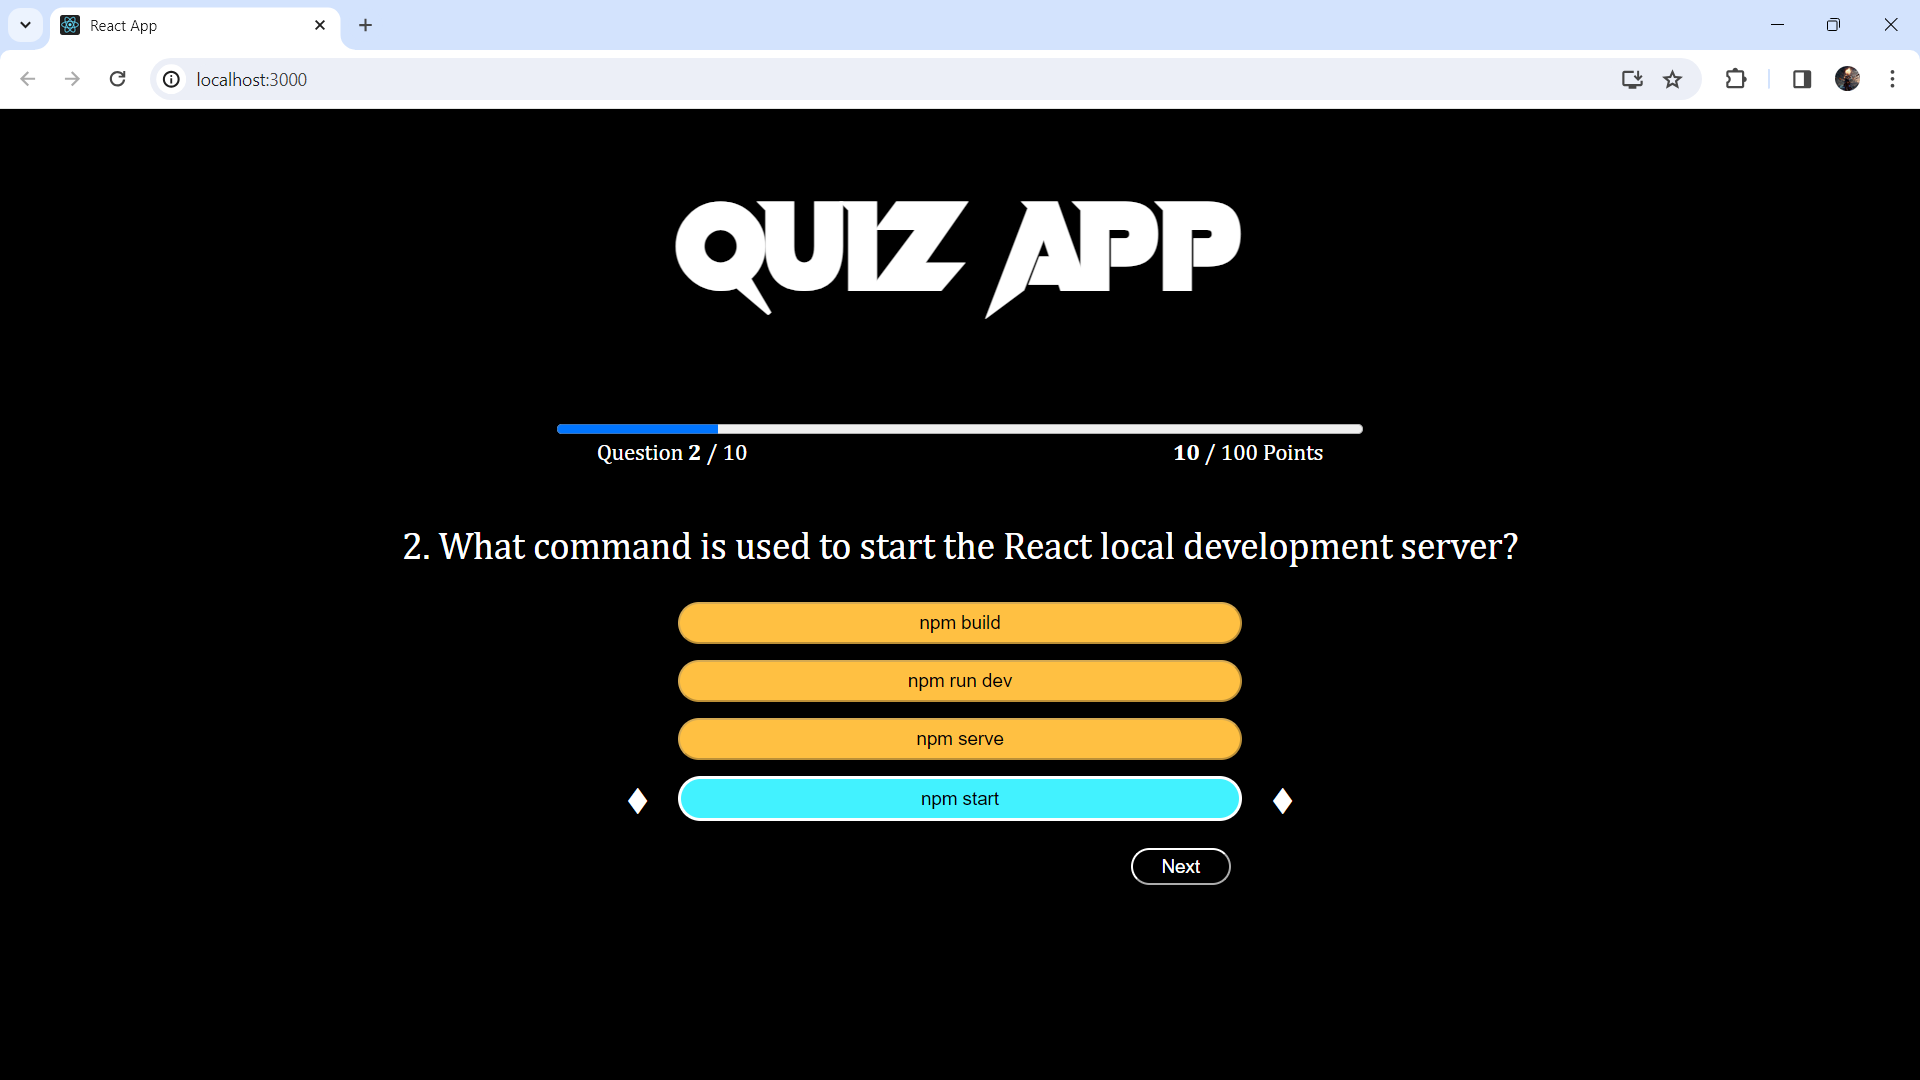 React App
localhost:3000
QUIZ APP
Question 2 / 10
10 / 100 Points
2. What command is used to start the React local development server?
npm build
npm run dev
npm serve
npm start
Next